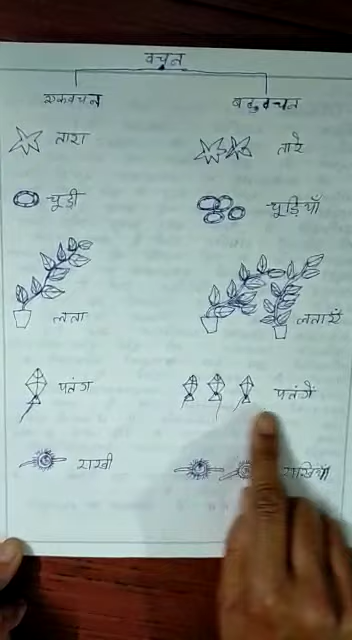 वचन
एकवचन बहुवचन
तारा तारे
चूड़ी चूड़ियाँ
लता लताएं
पतंग पतंगें
राखी राखियाँ